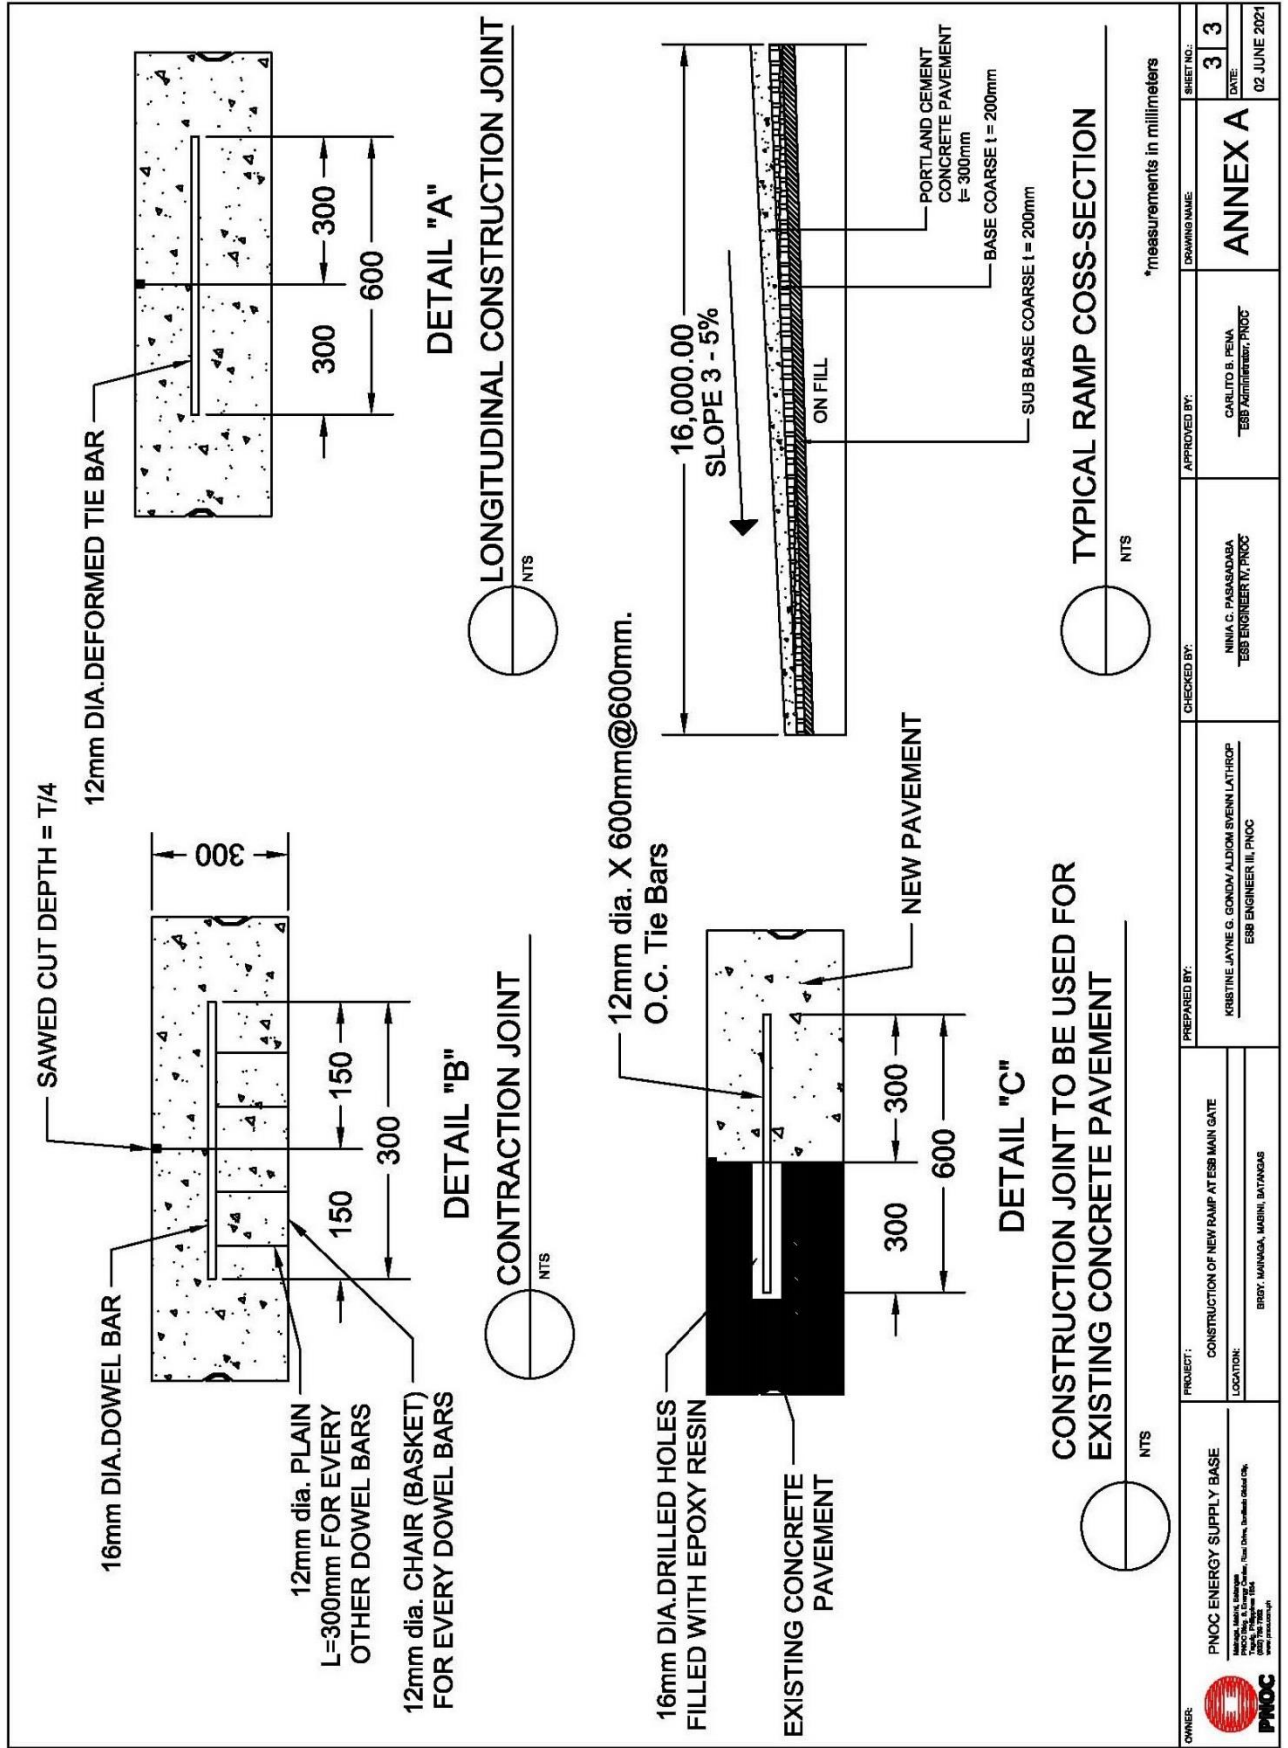 SAWED CUT DEPTH = T/4
16mm DIA.DOWEL BAR
300
12mm dia. PLAIN
L=300mm FOR EVERY
OTHER DOWEL BARS
12mm dia. CHAIR (BASKET)
FOR EVERY DOWEL BARS
150
150
300
DETAIL "B"
CONTRACTION JOINT
NTS
12mm DIA.DEFORMED TIE BAR
300
300
600
DETAIL "A"
LONGITUDINAL CONSTRUCTION JOINT
NTS
16mm DIA.DRILLED HOLES
FILLED WITH EPOXY RESIN
EXISTING CONCRETE
PAVEMENT
12mm dia. X 600mm@600mm.
O.C. Tie Bars
NEW PAVEMENT
300
300
600
DETAIL "C"
CONSTRUCTION JOINT TO BE USED FOR
EXISTING CONCRETE PAVEMENT
NTS
16,000.00
SLOPE 3 - 5%
ON FILL
PORTLAND CEMENT
CONCRETE PAVEMENT
t= 300mm
BASE COARSE t = 200mm
SUB BASE COARSE t = 200mm
TYPICAL RAMP COSS-SECTION
NTS
*measurements in millimeters
OWNER:
PNOC
PNOC ENERGY SUPPLY BASE
PROJECT:
CONSTRUCTION OF NEW RAMP AT ESB MAIN GATE
LOCATION:
BRGY. MAINAGA, MABINI, BATANGAS
PREPARED BY:
KRISTINE JAYNE G. GONDA/ ALDIOM SVENN LATHROP
ESB ENGINEER III, PNOC
CHECKED BY:
NINIA C. PASASADABA
ESB ENGINEER IV, PNOC
APPROVED BY:
CARLITO B. PENA
ESB Administrator, PNOC
DRAWING NAME:
ANNEX A
SHEET NO.:
3 3
DATE:
02 JUNE 2021